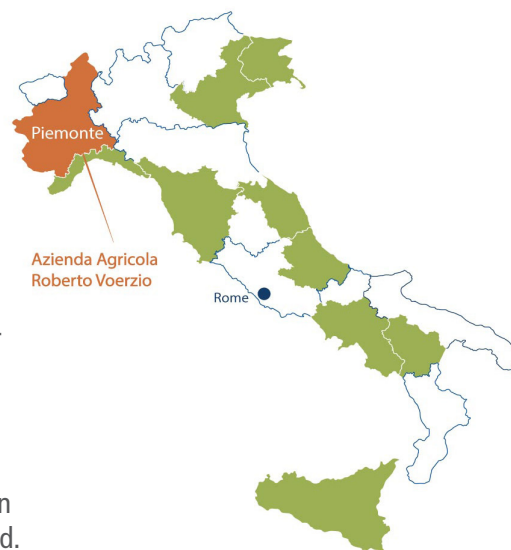 Piemonte
Azienda Agricola
Roberto Voerzio
Rome
n
d.